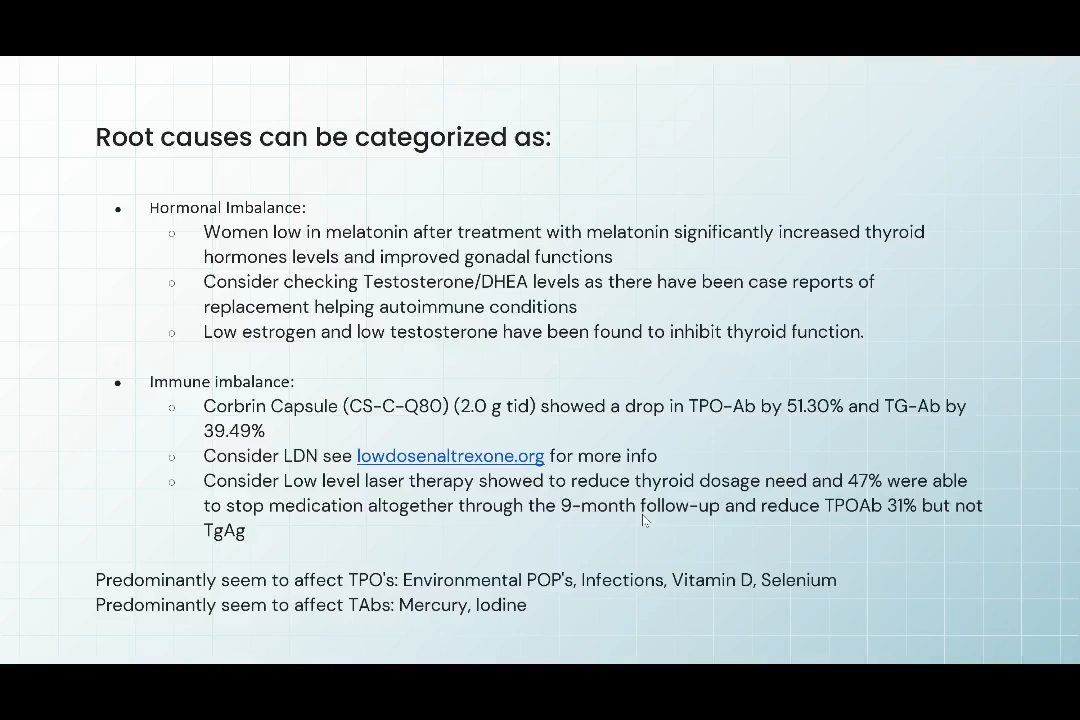 Root causes can be categorized as:
● Hormonal Imbalance:
○ Women low in melatonin after treatment with melatonin significantly increased thyroid
hormones levels and improved gonadal functions
○ Consider checking Testosterone/DHEA levels as there have been case reports of
replacement helping autoimmune conditions
○ Low estrogen and low testosterone have been found to inhibit thyroid function.
● Immune imbalance:
○ Corbrin Capsule (CS-C-Q80) (2.0 g tid) showed a drop in TPO-Ab by 51.30% and TG-Ab by
39.49%
○ Consider LDN see lowdosenaltrexone.org for more info
○ Consider Low level laser therapy showed to reduce thyroid dosage need and 47% were able
to stop medication altogether through the 9-month follow-up and reduce TPOAb 31% but not
TgAg
Predominantly seem to affect TPO's: Environmental POP's, Infections, Vitamin D, Selenium
Predominantly seem to affect TAbs: Mercury, Iodine